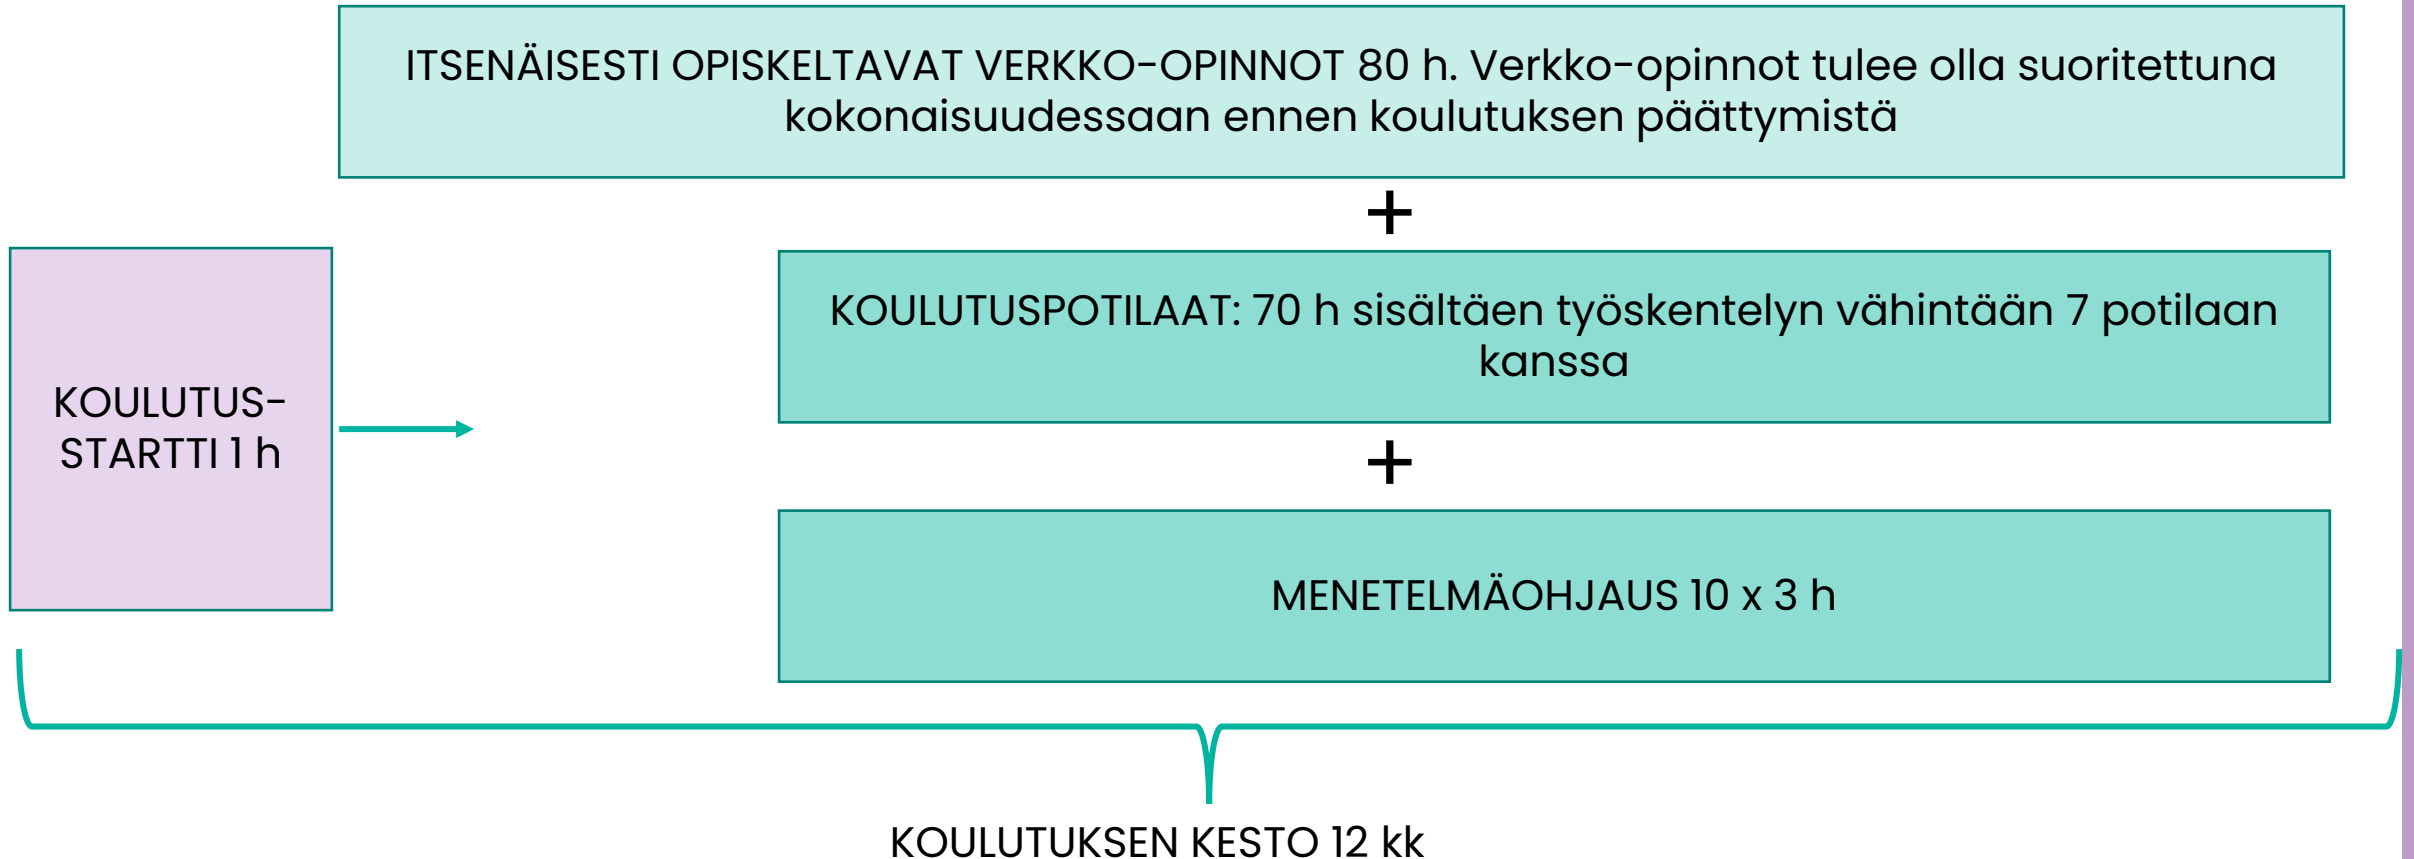 ITSENÄISESTI OPISKELTAVAT VERKKO-OPINNOT 80 h. Verkko-opinnot tulee olla suoritettuna
kokonaisuudessaan ennen koulutuksen päättymistä
+
KOULUTUSPOTILAAT: 70 h sisältäen työskentelyn vähintään 7 potilaan
kanssa
KOULUTUS-
STARTTI 1 h
+
MENETELMÄOHJAUS 10 x 3 h
KOULUTUKSEN KESTO 12 kk